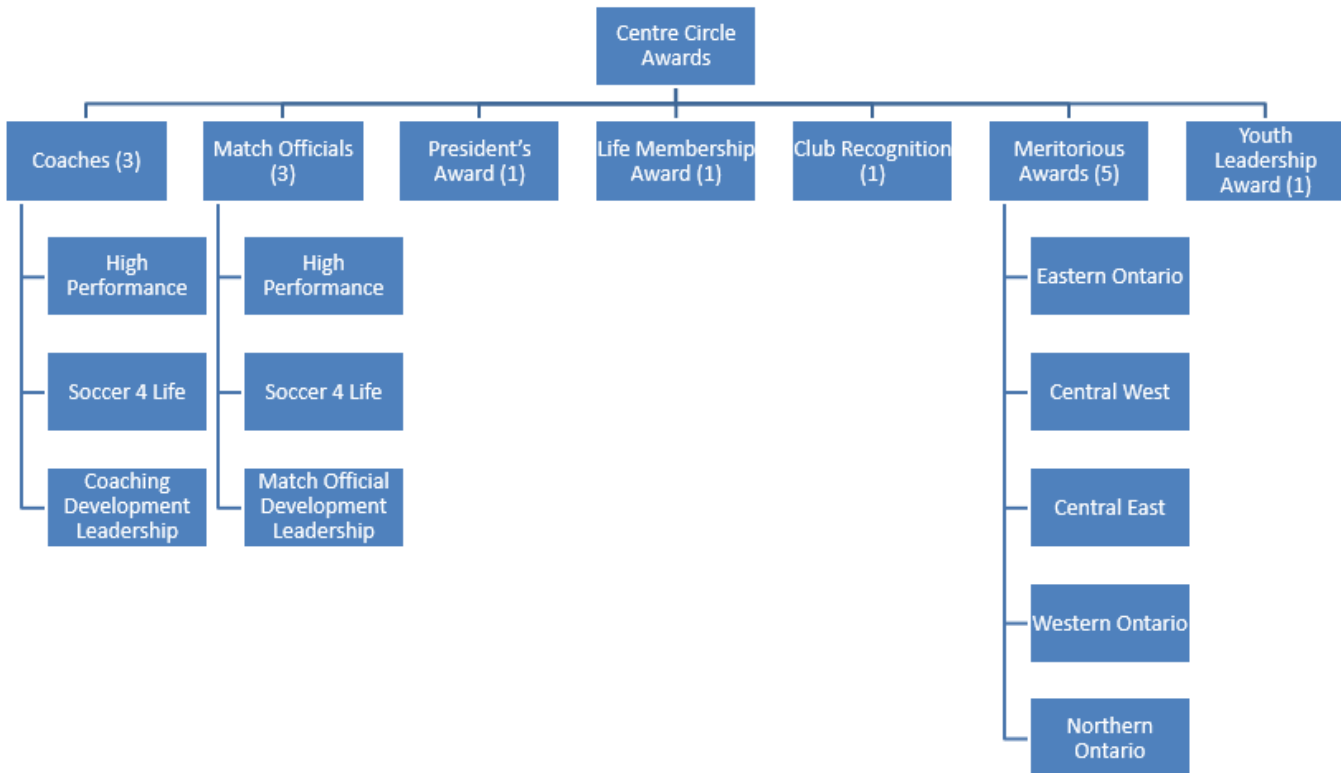 Centre Circle
Awards
Coaches (3)
Match Officials
(3)
President's
Award (1)
Life Membership
Award (1)
Club Recognition
(1)
Meritorious
Awards (5)
Youth
Leadership
Award (1)
High
Performance
Soccer 4 Life
Coaching
Development
Leadership
High
Performance
Soccer 4 Life
Match Official
Development
Leadership
Eastern Ontario
Central West
Central East
Western Ontario
Northern
Ontario